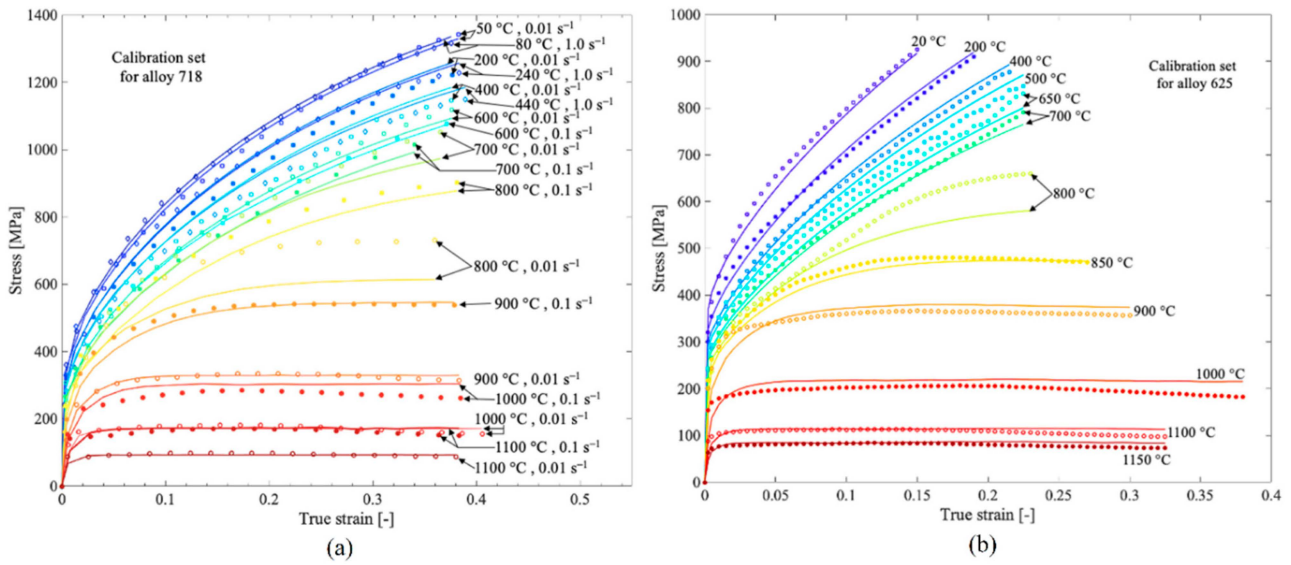 1400
1200
1000
800
600
400
200
0
Stress [MPa]
Calibration set
for alloy 718
50 °C , 0.01 s⁻¹
80 °C , 1.0 s⁻¹
200 °C , 0.01 s⁻¹
240 °C , 1.0 s⁻¹
400 °C , 0.01 s⁻¹
440 °C , 1.0 s⁻¹
600 °C , 0.01 s⁻¹
600 °C , 0.1 s⁻¹
700 °C , 0.01 s⁻¹
700 °C , 0.1 s⁻¹
800 °C , 0.1 s⁻¹
800 °C , 0.01 s⁻¹
900 °C , 0.1 s⁻¹
900 °C , 0.01 s⁻¹
1000 °C , 0.1 s⁻¹
1000 °C , 0.01 s⁻¹
1100 °C , 0.1 s⁻¹
1100 °C , 0.01 s⁻¹
0 0.1 0.2 0.3 0.4 0.5
True strain [-]
(a)
1000
900
800
700
600
500
400
300
200
100
0
Stress [MPa]
20 °C
200 °C
400 °C
500 °C
650 °C
700 °C
Calibration set
for alloy 625
800 °C
850 °C
900 °C
1000 °C
1100 °C
1150 °C
0 0.05 0.1 0.15 0.2 0.25 0.3 0.35 0.4
True strain [-]
(b)